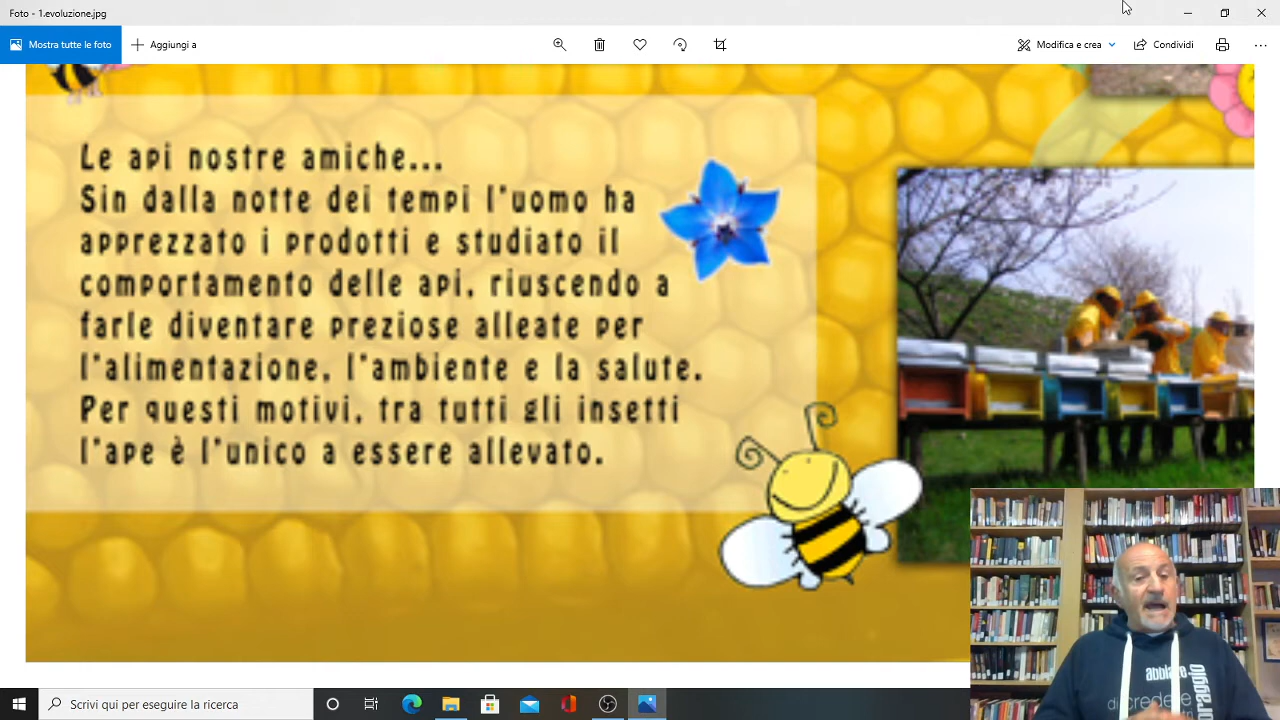 Foto - 1.evoluzione.jpg
Mostra tutte le foto
Aggiungi a
Modifica e crea
Condividi
Le api nostre amiche...
Sin dalla notte dei tempi l'uomo ha
apprezzato i prodotti e studiato il
comportamento delle api, riuscendo a
farle diventare preziose alleate per
l'alimentazione, l'ambiente e la salute.
Per questi motivi, tra tutti gli insetti
l'ape è l'unico a essere allevato.
abbiate
di credere
Scrivi qui per eseguire la ricerca